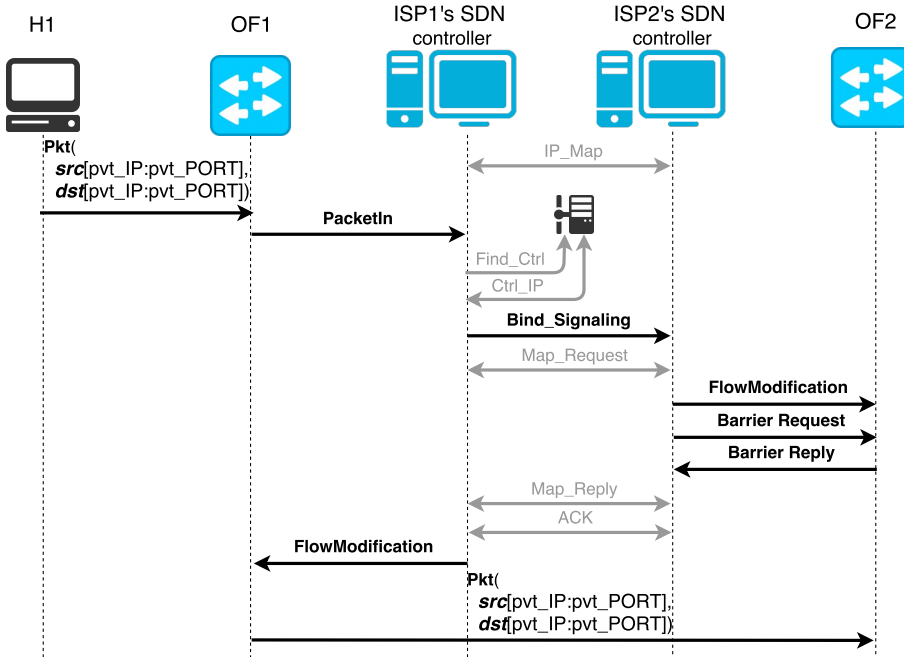 H1
OF1
ISP1's SDN
controller
ISP2's SDN
controller
OF2
Pkt(
src[pvt_IP:pvt_PORT],
dst[pvt_IP:pvt_PORT])
IP_Map
PacketIn
Find_Ctrl
Ctrl_IP
Bind_Signaling
Map_Request
FlowModification
Barrier Request
Barrier Reply
Map_Reply
ACK
FlowModification
Pkt(
src[pvt_IP:pvt_PORT],
dst[pvt_IP:pvt_PORT])